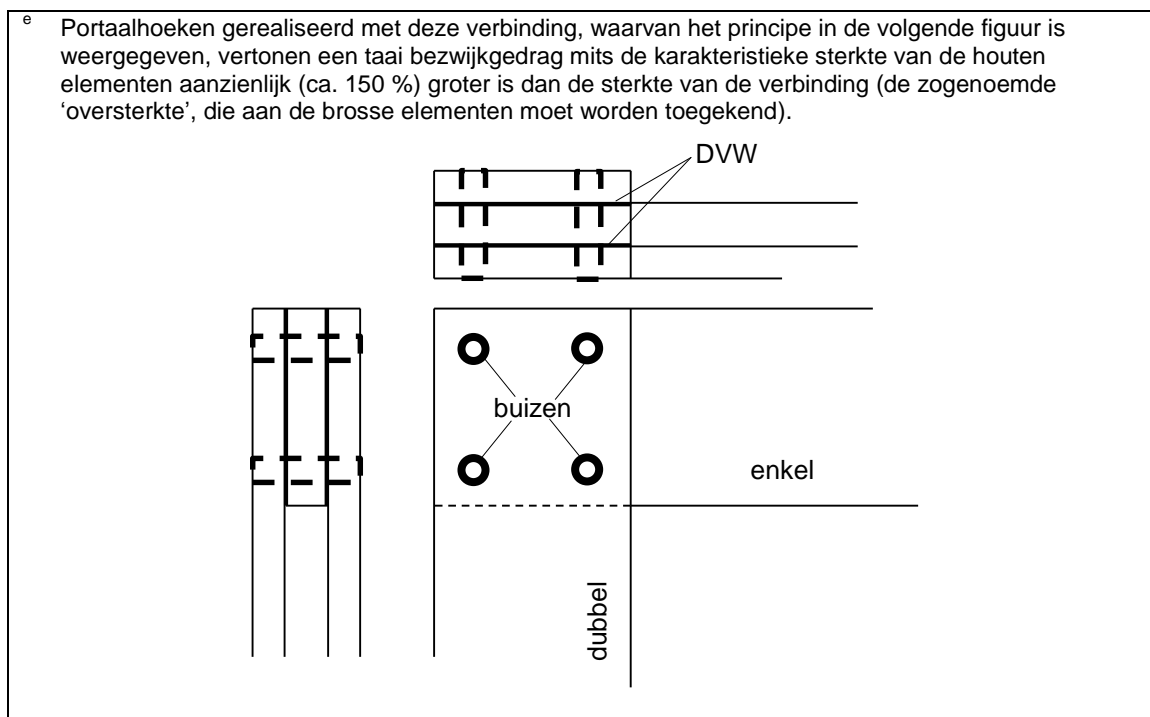 e Portaalhoeken gerealiseerd met deze verbinding, waarvan het principe in de volgende figuur is
weergegeven, vertonen een taai bezwijkgedrag mits de karakteristieke sterkte van de houten
elementen aanzienlijk (ca. 150 %) groter is dan de sterkte van de verbinding (de zogenoemde
‘oversterkte’, die aan de brosse elementen moet worden toegekend).
DVW
buizen
enkel
dubbel